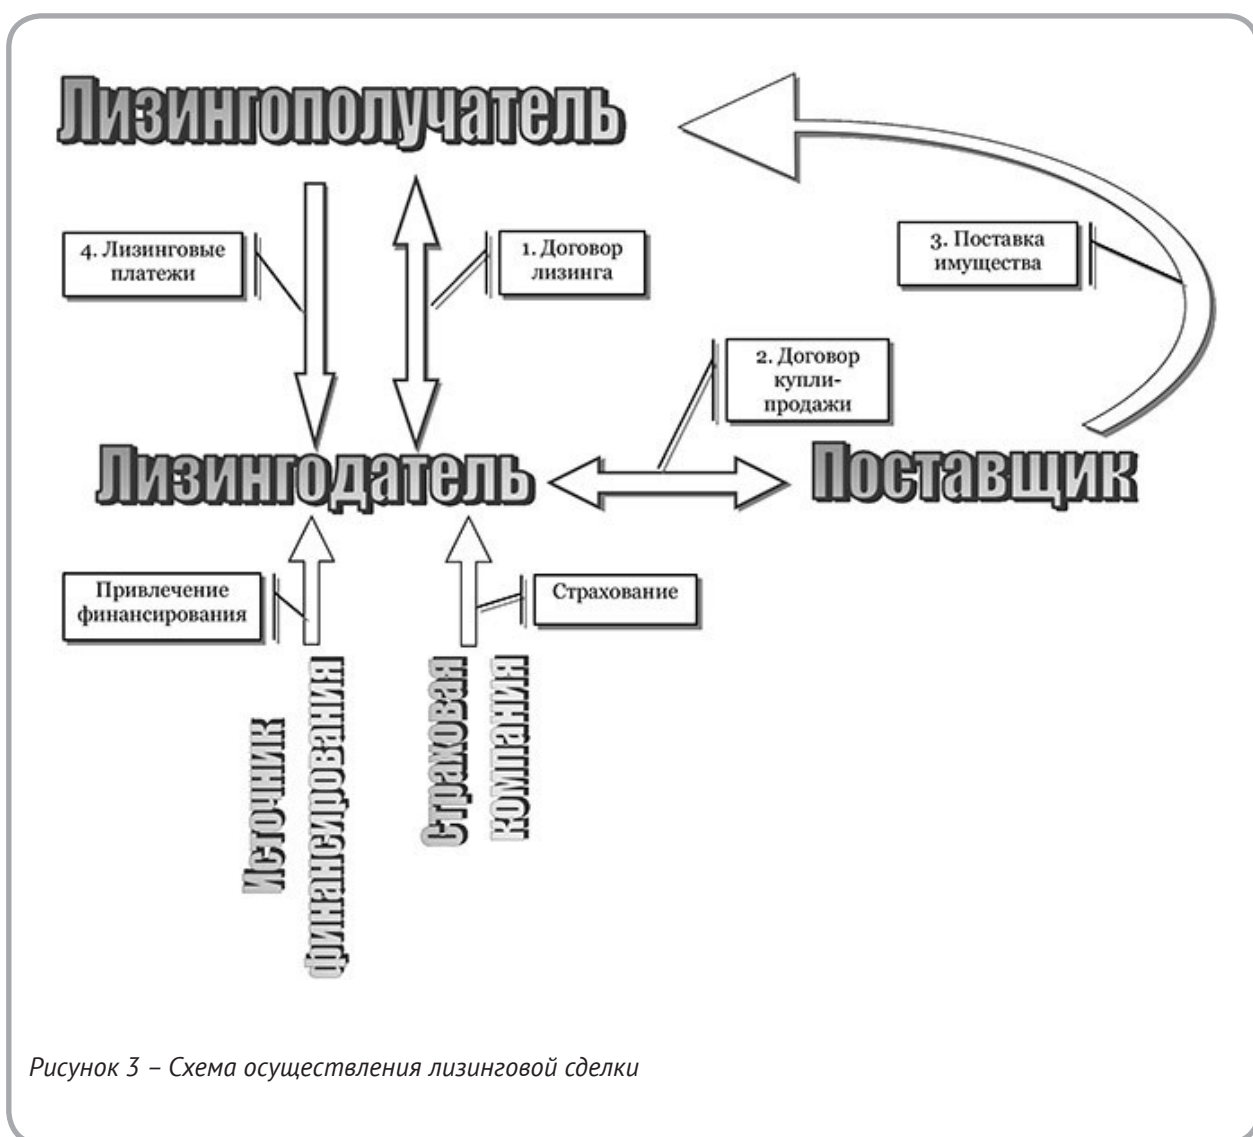 Лизингополучатель
4. Лизинговые
платежи
1. Договор
лизинга
3. Поставка
имущества
2. Договор
купли-
продажи
Лизингодатель
Поставщик
Привлечение
финансирования
Страхование
Источник
финансирования
Страховая
компания
Рисунок 3 – Схема осуществления лизинговой сделки